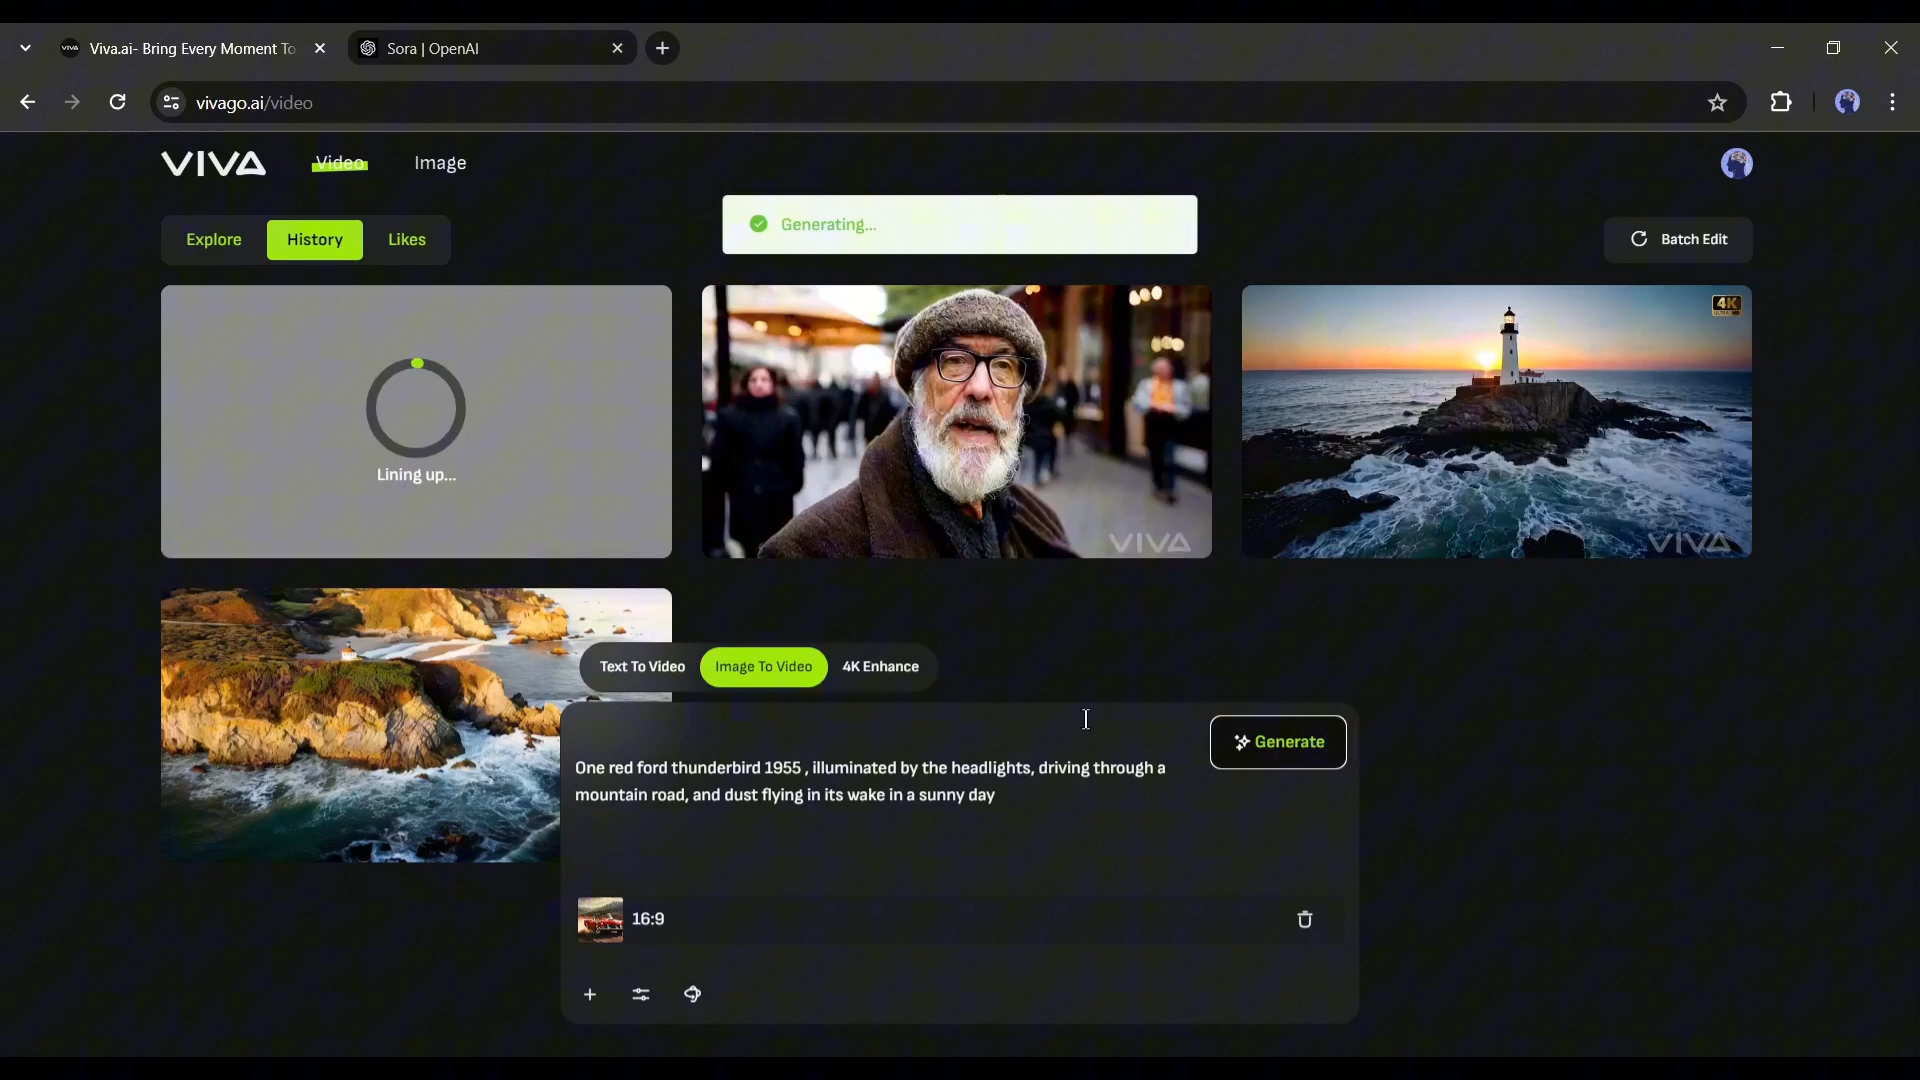 Viva.ai- Bring Every Moment To
Sora | OpenAI
vivago.ai/video
VIVA
Video
Image
Generating...
Explore
History
Likes
Batch Edit
Lining up...
VIVA
4K
ULTRA HD
VIVA
Text To Video
Image To Video
4K Enhance
One red ford thunderbird 1955 , illuminated by the headlights, driving through a
mountain road, and dust flying in its wake in a sunny day
Generate
16:9